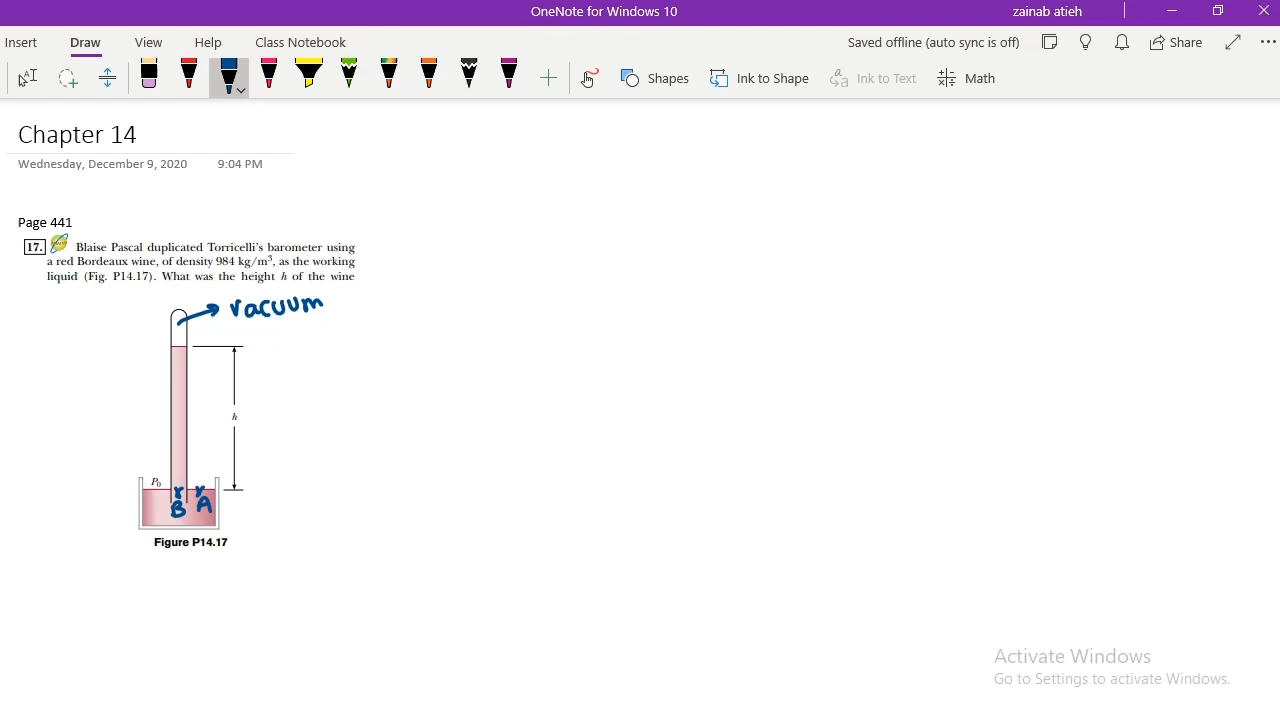 OneNote for Windows 10
zainab atieh
Insert Draw View Help Class Notebook
Saved offline (auto sync is off)
Share
Shapes
Ink to Shape
Ink to Text
Math
Chapter 14
Wednesday, December 9, 2020 9:04 PM
Page 441
17. Blaise Pascal duplicated Torricelli's barometer using
a red Bordeaux wine, of density 984 kg/m³, as the working
liquid (Fig. P14.17). What was the height h of the wine
vacuum
h
P₀
B A
Figure P14.17
Activate Windows
Go to Settings to activate Windows.